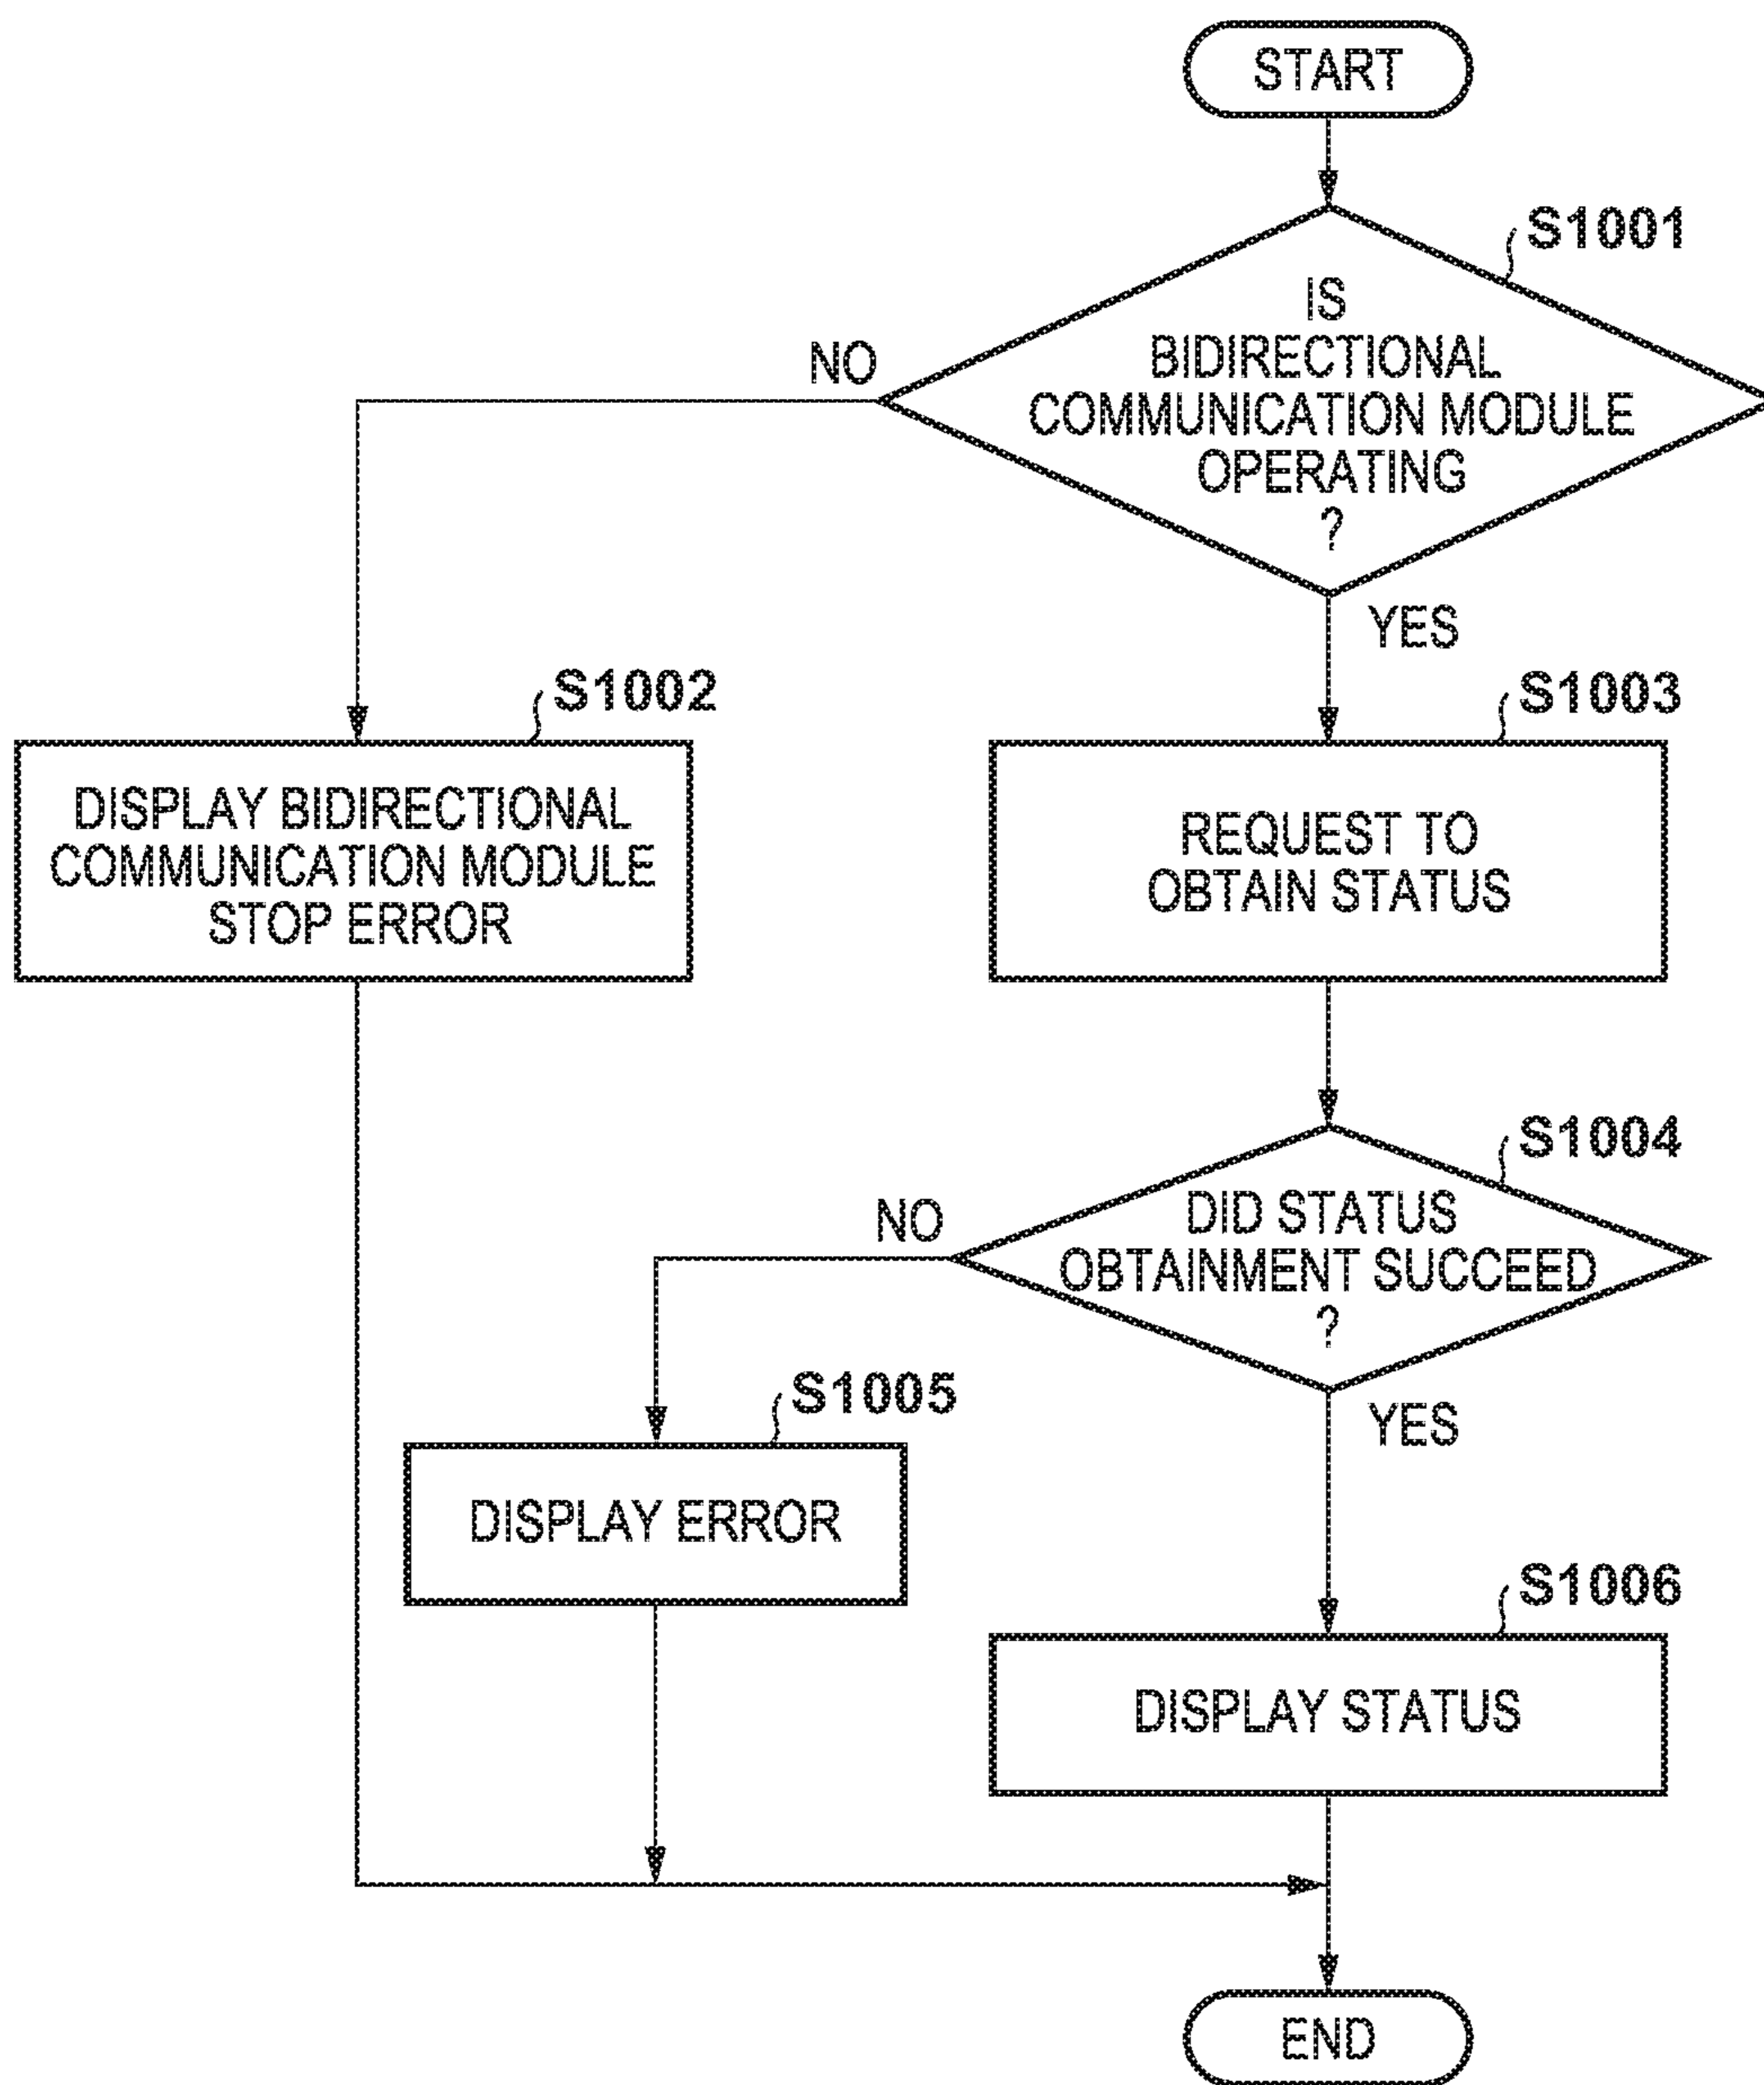 START
S1001
IS
BIDIRECTIONAL
COMMUNICATION MODULE
OPERATING
?
NO
YES
S1002
DISPLAY BIDIRECTIONAL
COMMUNICATION MODULE
STOP ERROR
S1003
REQUEST TO
OBTAIN STATUS
S1004
DID STATUS
OBTAINMENT SUCCEED
?
NO
YES
S1005
DISPLAY ERROR
S1006
DISPLAY STATUS
END